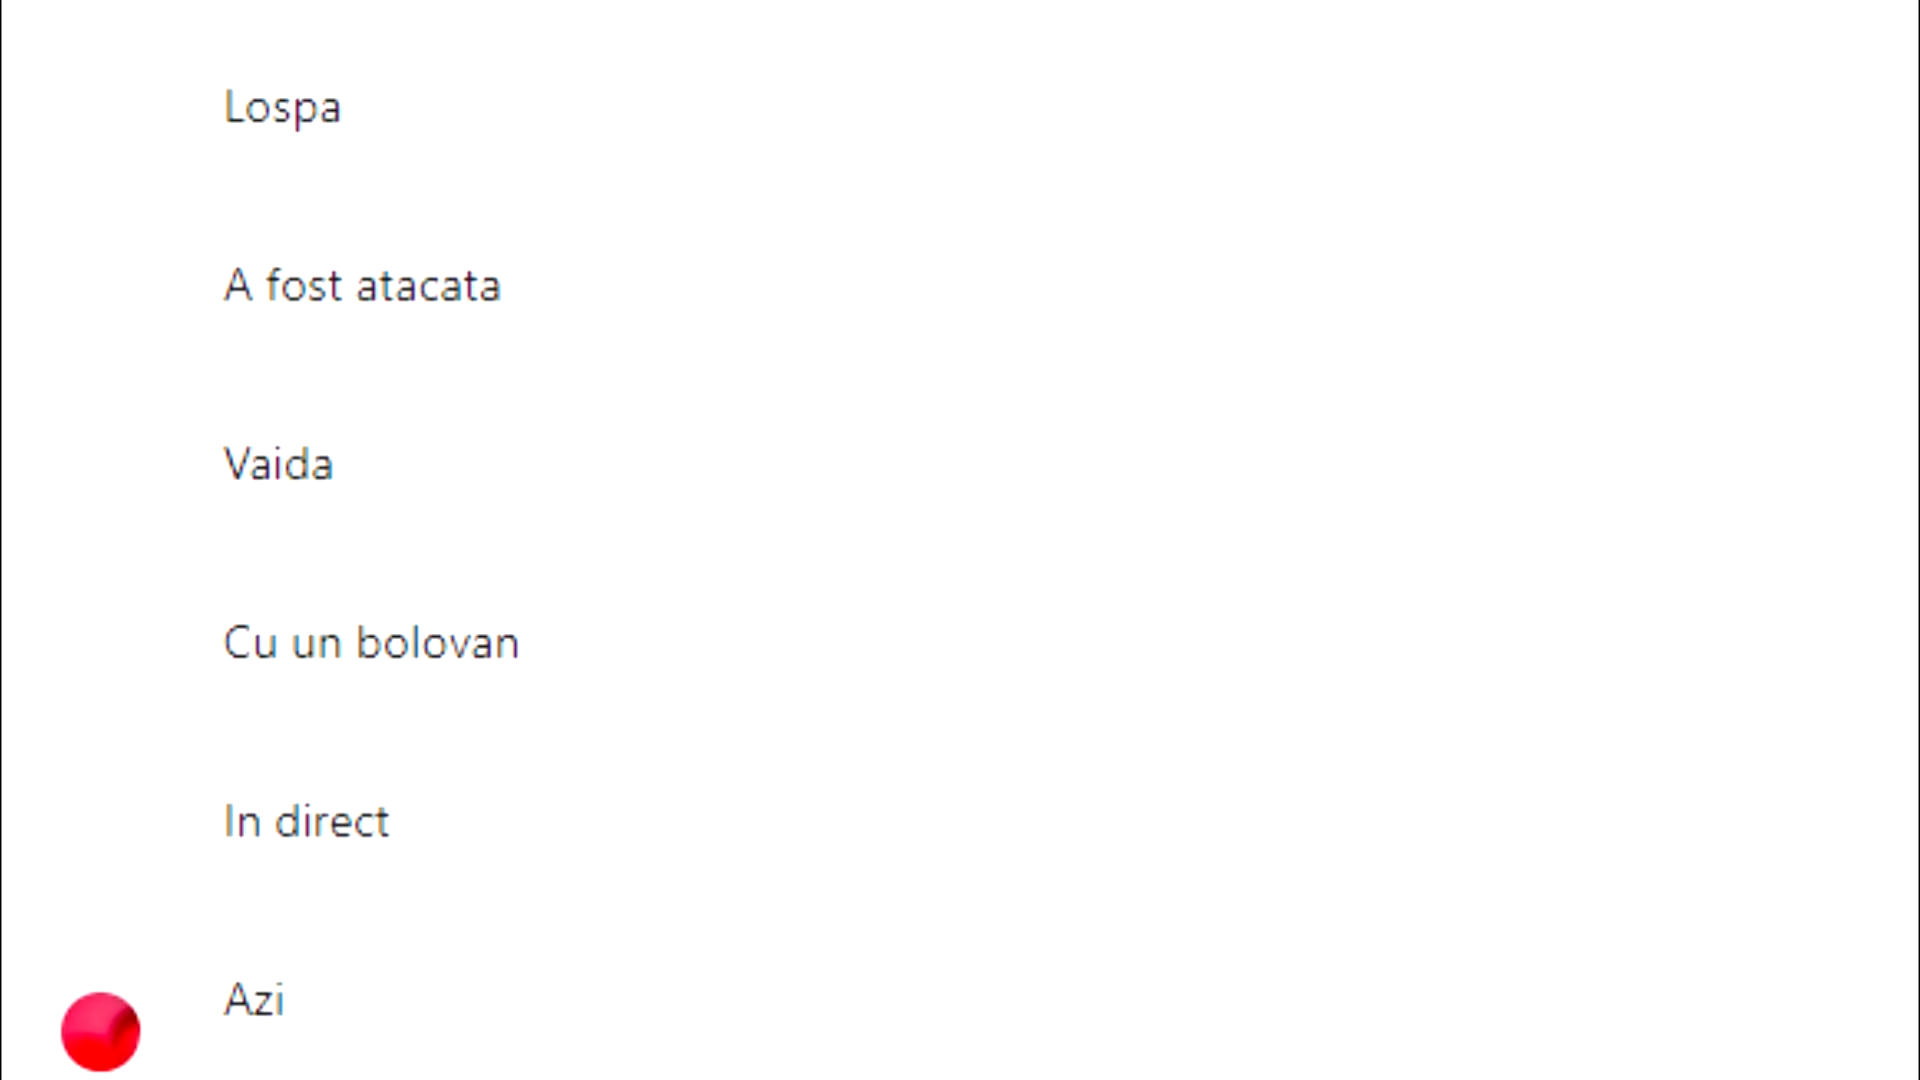 Lospa
A fost atacata
Vaida
Cu un bolovan
In direct
Azi